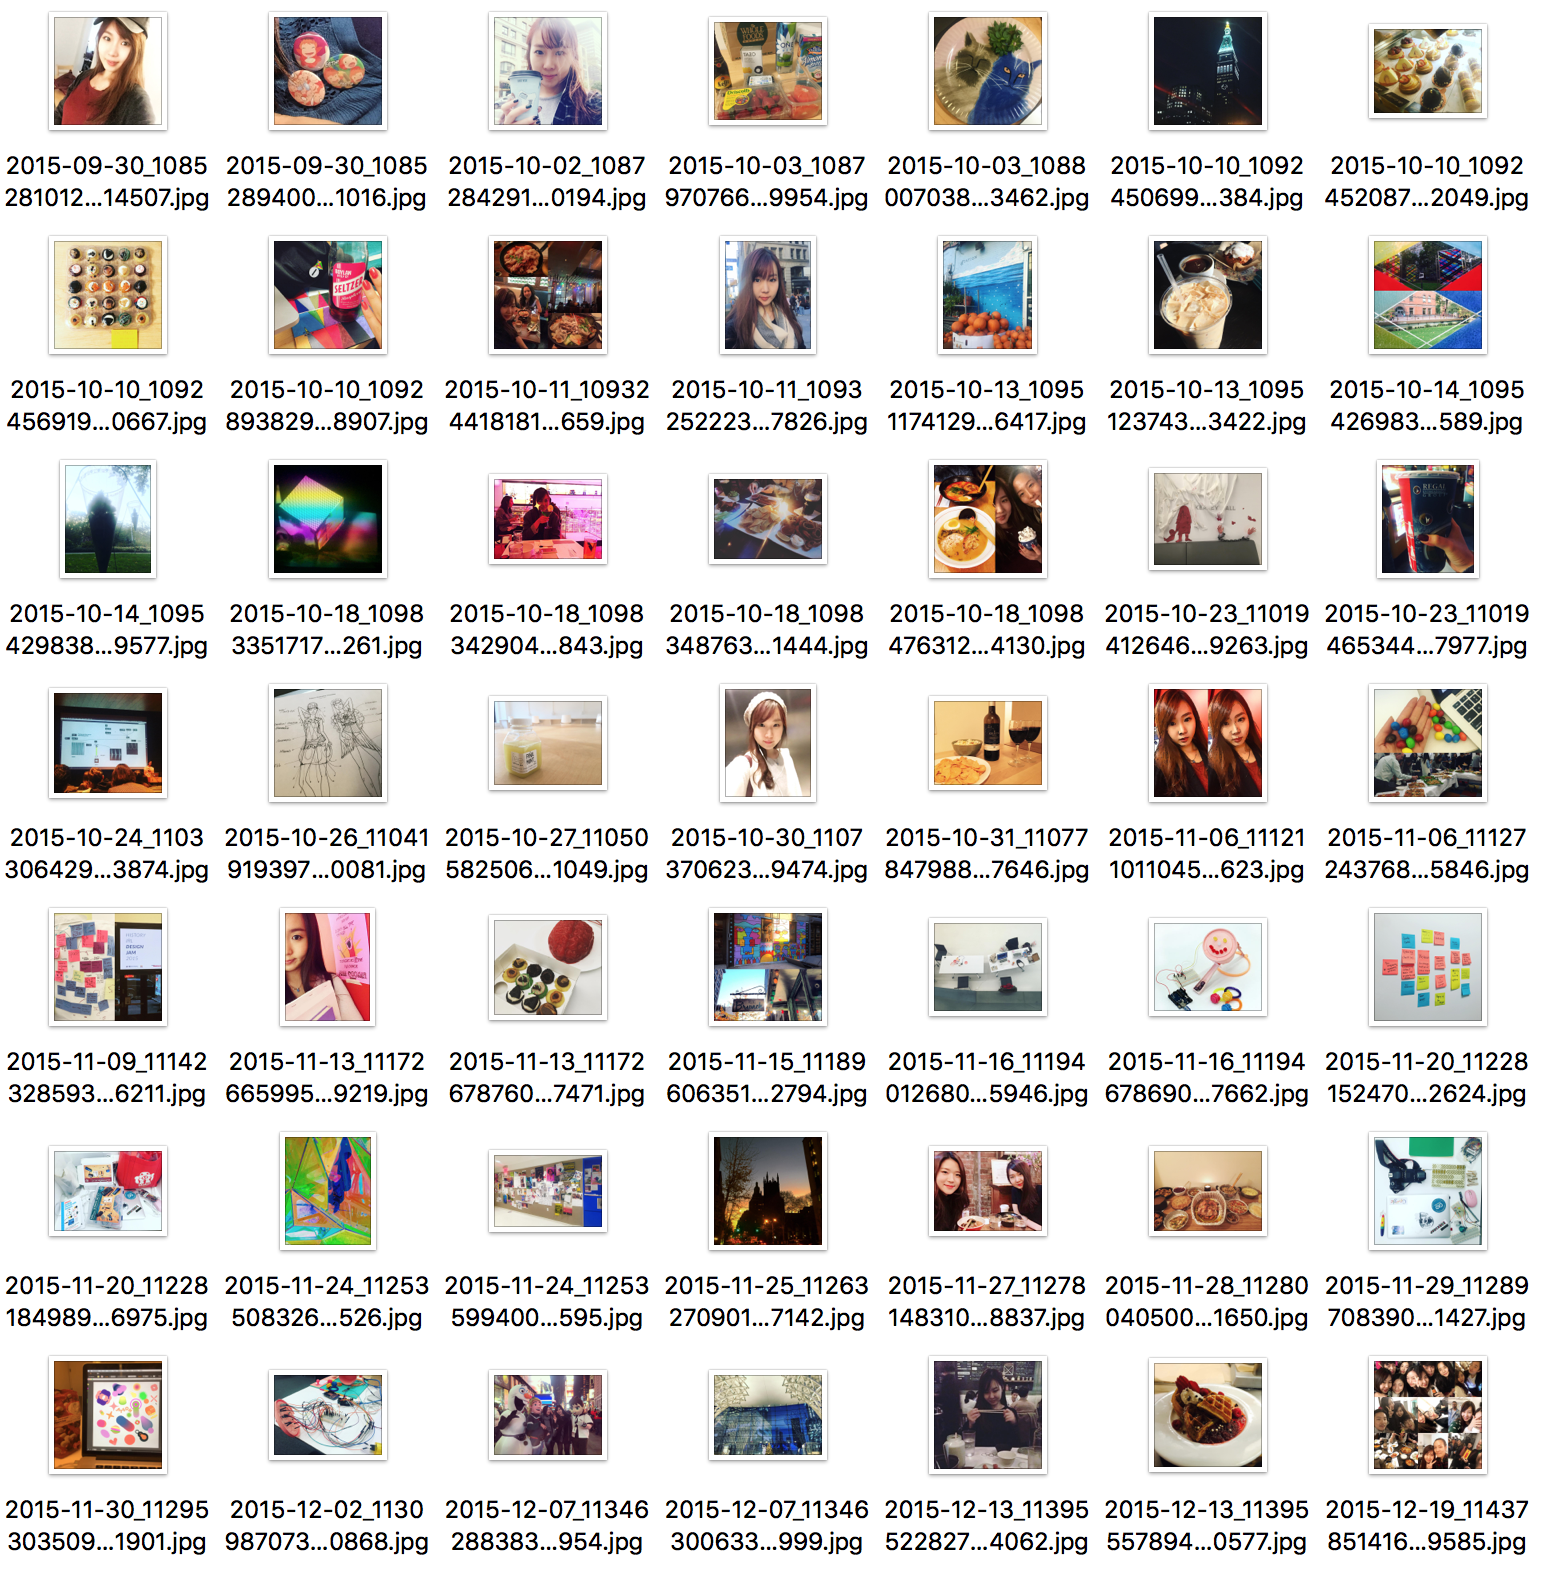 2015-09-30_1085
281012...14507.jpg
2015-09-30_1085
289400...1016.jpg
2015-10-02_1087
284291...0194.jpg
2015-10-03_1087
970766...9954.jpg
2015-10-03_1088
007038...3462.jpg
2015-10-10_1092
450699...384.jpg
2015-10-10_1092
452087...2049.jpg
SELTZER
2015-10-10_1092
456919...0667.jpg
2015-10-10_1092
893829...8907.jpg
2015-10-11_10932
4418181...659.jpg
2015-10-11_1093
252223...7826.jpg
2015-10-13_1095
1174129...6417.jpg
2015-10-13_1095
123743...3422.jpg
2015-10-14_1095
426983...589.jpg
REGAL
2015-10-14_1095
429838...9577.jpg
2015-10-18_1098
3351717...261.jpg
2015-10-18_1098
342904...843.jpg
2015-10-18_1098
348763...1444.jpg
2015-10-18_1098
476312...4130.jpg
2015-10-23_11019
412646...9263.jpg
2015-10-23_11019
465344...7977.jpg
2015-10-24_1103
306429...3874.jpg
2015-10-26_11041
919397...0081.jpg
2015-10-27_11050
582506...1049.jpg
2015-10-30_1107
370623...9474.jpg
2015-10-31_11077
847988...7646.jpg
2015-11-06_11121
1011045...623.jpg
2015-11-06_11127
243768...5846.jpg
DESIGN
JAM
2015-11-09_11142
328593...6211.jpg
2015-11-13_11172
665995...9219.jpg
2015-11-13_11172
678760...7471.jpg
2015-11-15_11189
606351...2794.jpg
2015-11-16_11194
012680...5946.jpg
2015-11-16_11194
678690...7662.jpg
2015-11-20_11228
152470...2624.jpg
2015-11-20_11228
184989...6975.jpg
2015-11-24_11253
508326...526.jpg
2015-11-24_11253
599400...595.jpg
2015-11-25_11263
270901...7142.jpg
2015-11-27_11278
148310...8837.jpg
2015-11-28_11280
040500...1650.jpg
2015-11-29_11289
708390...1427.jpg
2015-11-30_11295
303509...1901.jpg
2015-12-02_1130
987073...0868.jpg
2015-12-07_11346
288383...954.jpg
2015-12-07_11346
300633...999.jpg
2015-12-13_11395
522827...4062.jpg
2015-12-13_11395
557894...0577.jpg
2015-12-19_11437
851416...9585.jpg